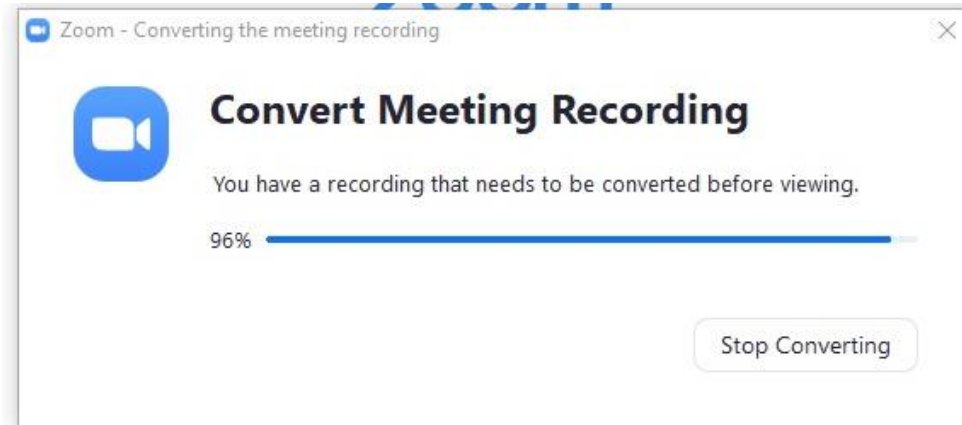 Zoom
Zoom - Converting the meeting recording
Convert Meeting Recording
You have a recording that needs to be converted before viewing.
96%
Stop Converting